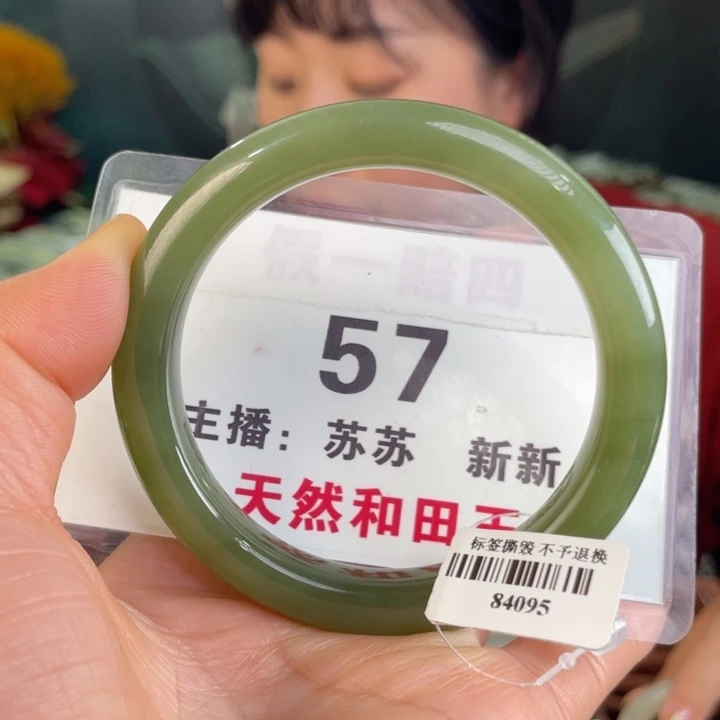 假一赔四
57
主播：苏苏 新新
天然和田玉
标签撕毁 不予退换
84095